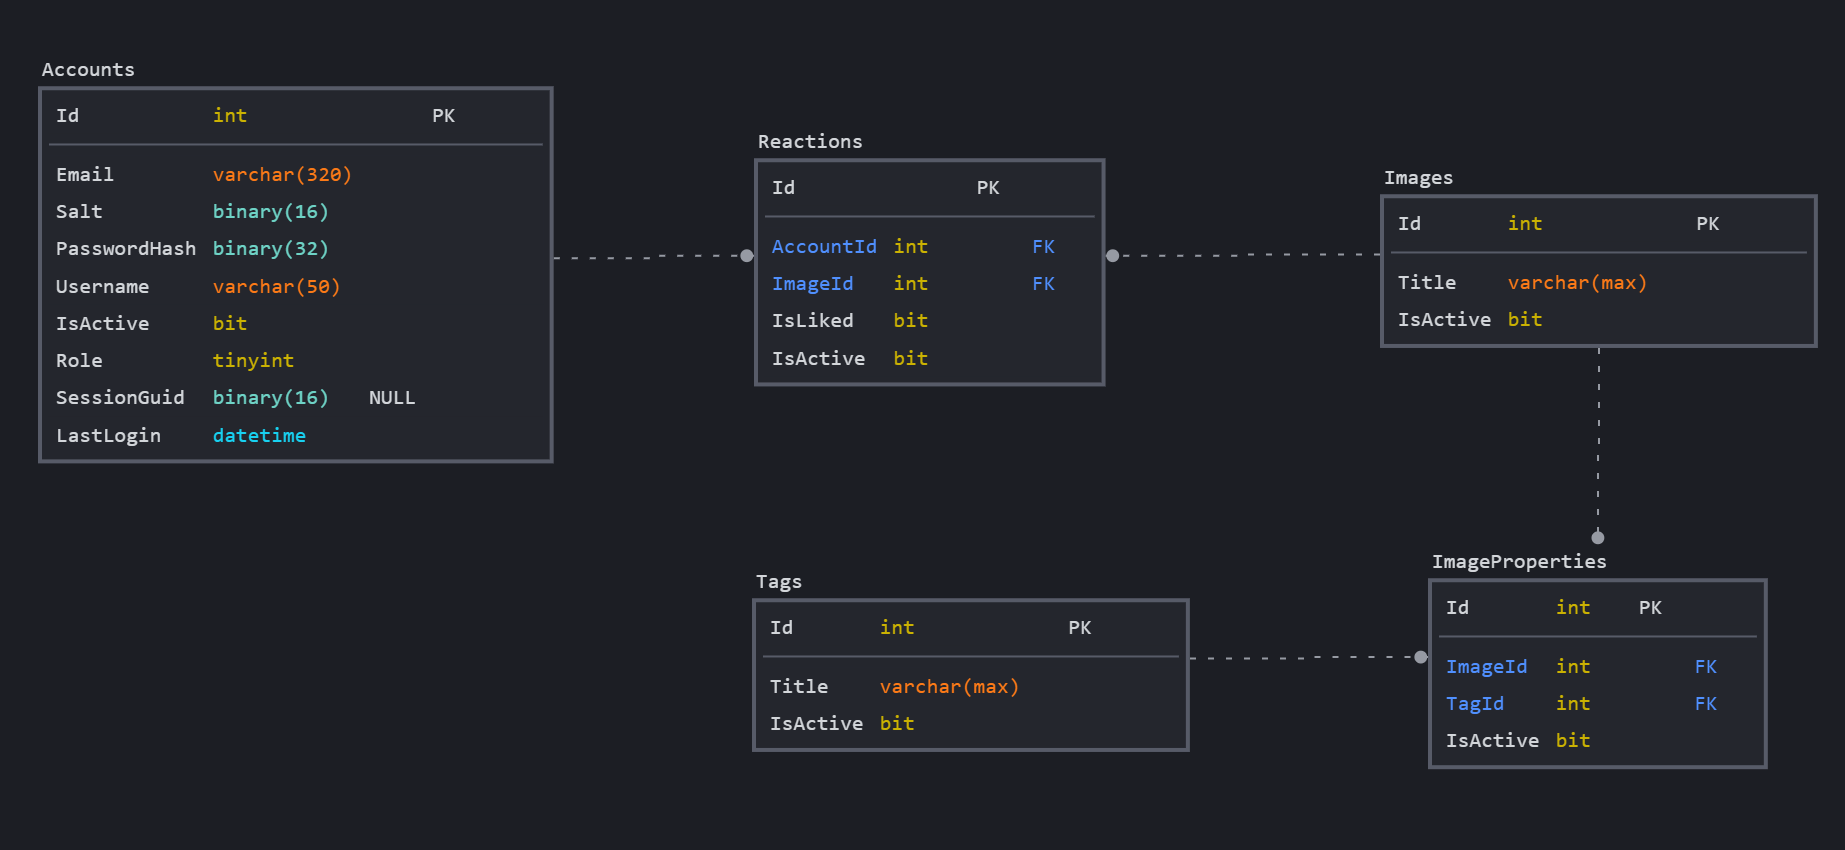 Accounts
Id int PK
Email varchar(320)
Salt binary(16)
PasswordHash binary(32)
Username varchar(50)
IsActive bit
Role tinyint
SessionGuid binary(16) NULL
LastLogin datetime
Reactions
Id PK
AccountId int FK
ImageId int FK
IsLiked bit
IsActive bit
Images
Id int PK
Title varchar(max)
IsActive bit
Tags
Id int PK
Title varchar(max)
IsActive bit
ImageProperties
Id int PK
ImageId int FK
TagId int FK
IsActive bit